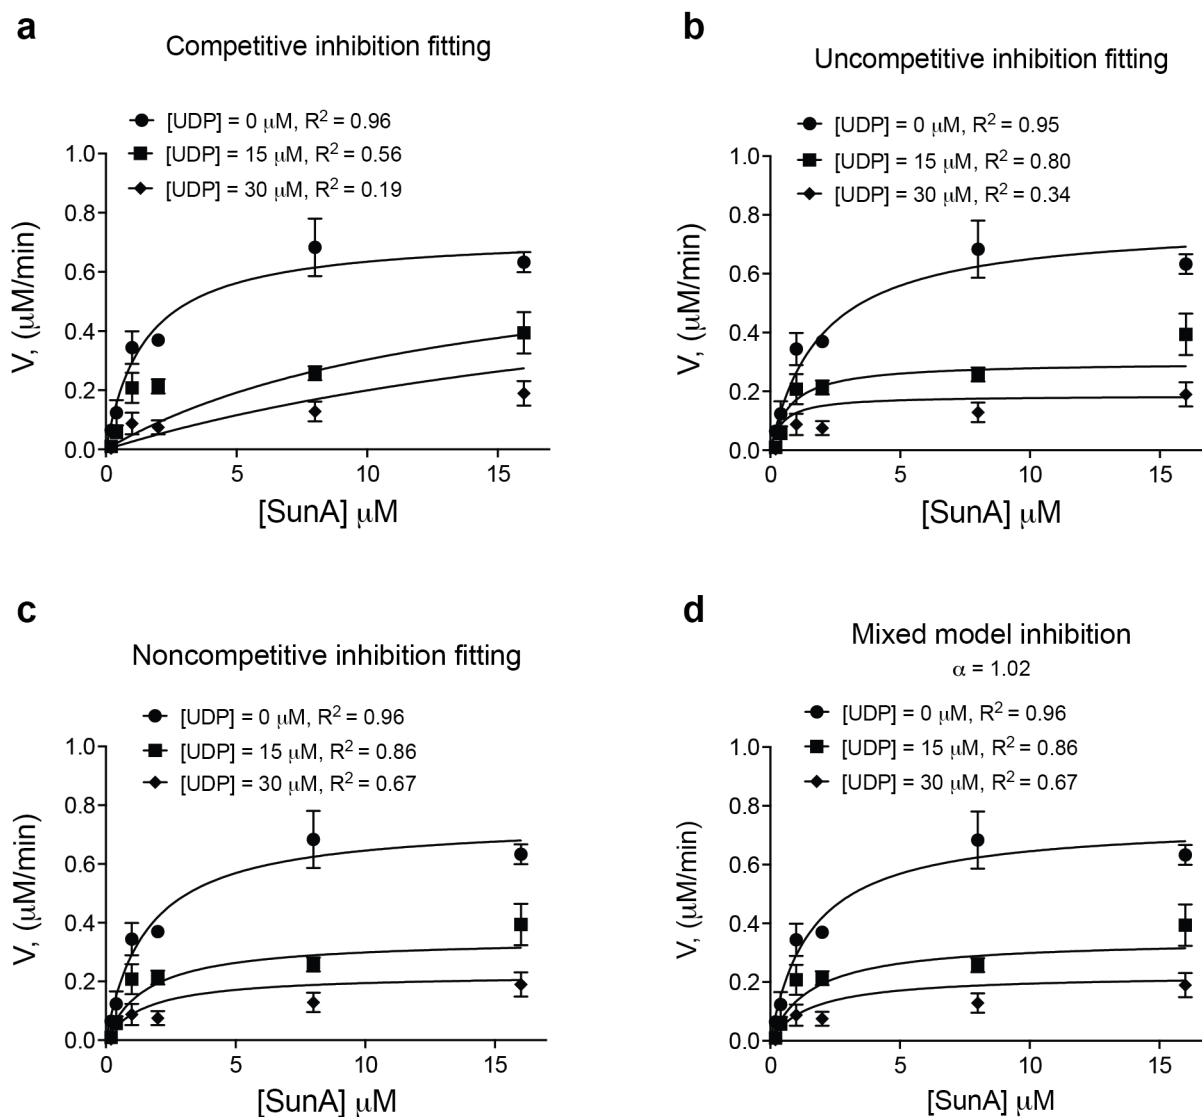 a
Competitive inhibition fitting
[UDP] = 0 μM, R² = 0.96
[UDP] = 15 μM, R² = 0.56
[UDP] = 30 μM, R² = 0.19
1.0
0.8
0.6
0.4
0.2
0.0
V, (μM/min)
0 5 10 15
[SunA] μM
b
Uncompetitive inhibition fitting
[UDP] = 0 μM, R² = 0.95
[UDP] = 15 μM, R² = 0.80
[UDP] = 30 μM, R² = 0.34
1.0
0.8
0.6
0.4
0.2
0.0
V, (μM/min)
0 5 10 15
[SunA] μM
c
Noncompetitive inhibition fitting
[UDP] = 0 μM, R² = 0.96
[UDP] = 15 μM, R² = 0.86
[UDP] = 30 μM, R² = 0.67
1.0
0.8
0.6
0.4
0.2
0.0
V, (μM/min)
0 5 10 15
[SunA] μM
d
Mixed model inhibition
α = 1.02
[UDP] = 0 μM, R² = 0.96
[UDP] = 15 μM, R² = 0.86
[UDP] = 30 μM, R² = 0.67
1.0
0.8
0.6
0.4
0.2
0.0
V, (μM/min)
0 5 10 15
[SunA] μM